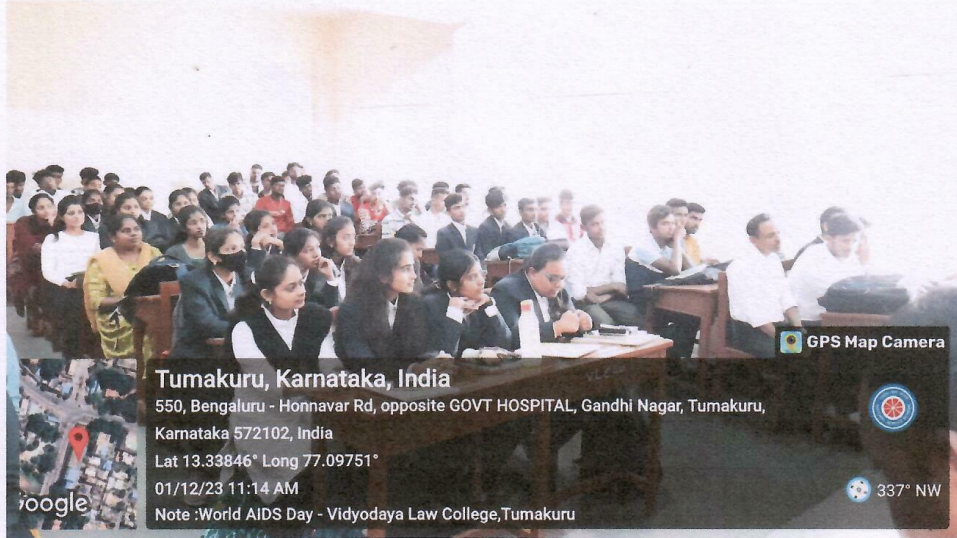 GPS Map Camera
Tumakuru, Karnataka, India
550, Bengaluru - Honnavar Rd, opposite GOVT HOSPITAL, Gandhi Nagar, Tumakuru,
Karnataka 572102, India
Lat 13.33846° Long 77.09751°
01/12/23 11:14 AM
Note :World AIDS Day - Vidyodaya Law College,Tumakuru
337° NW
Google